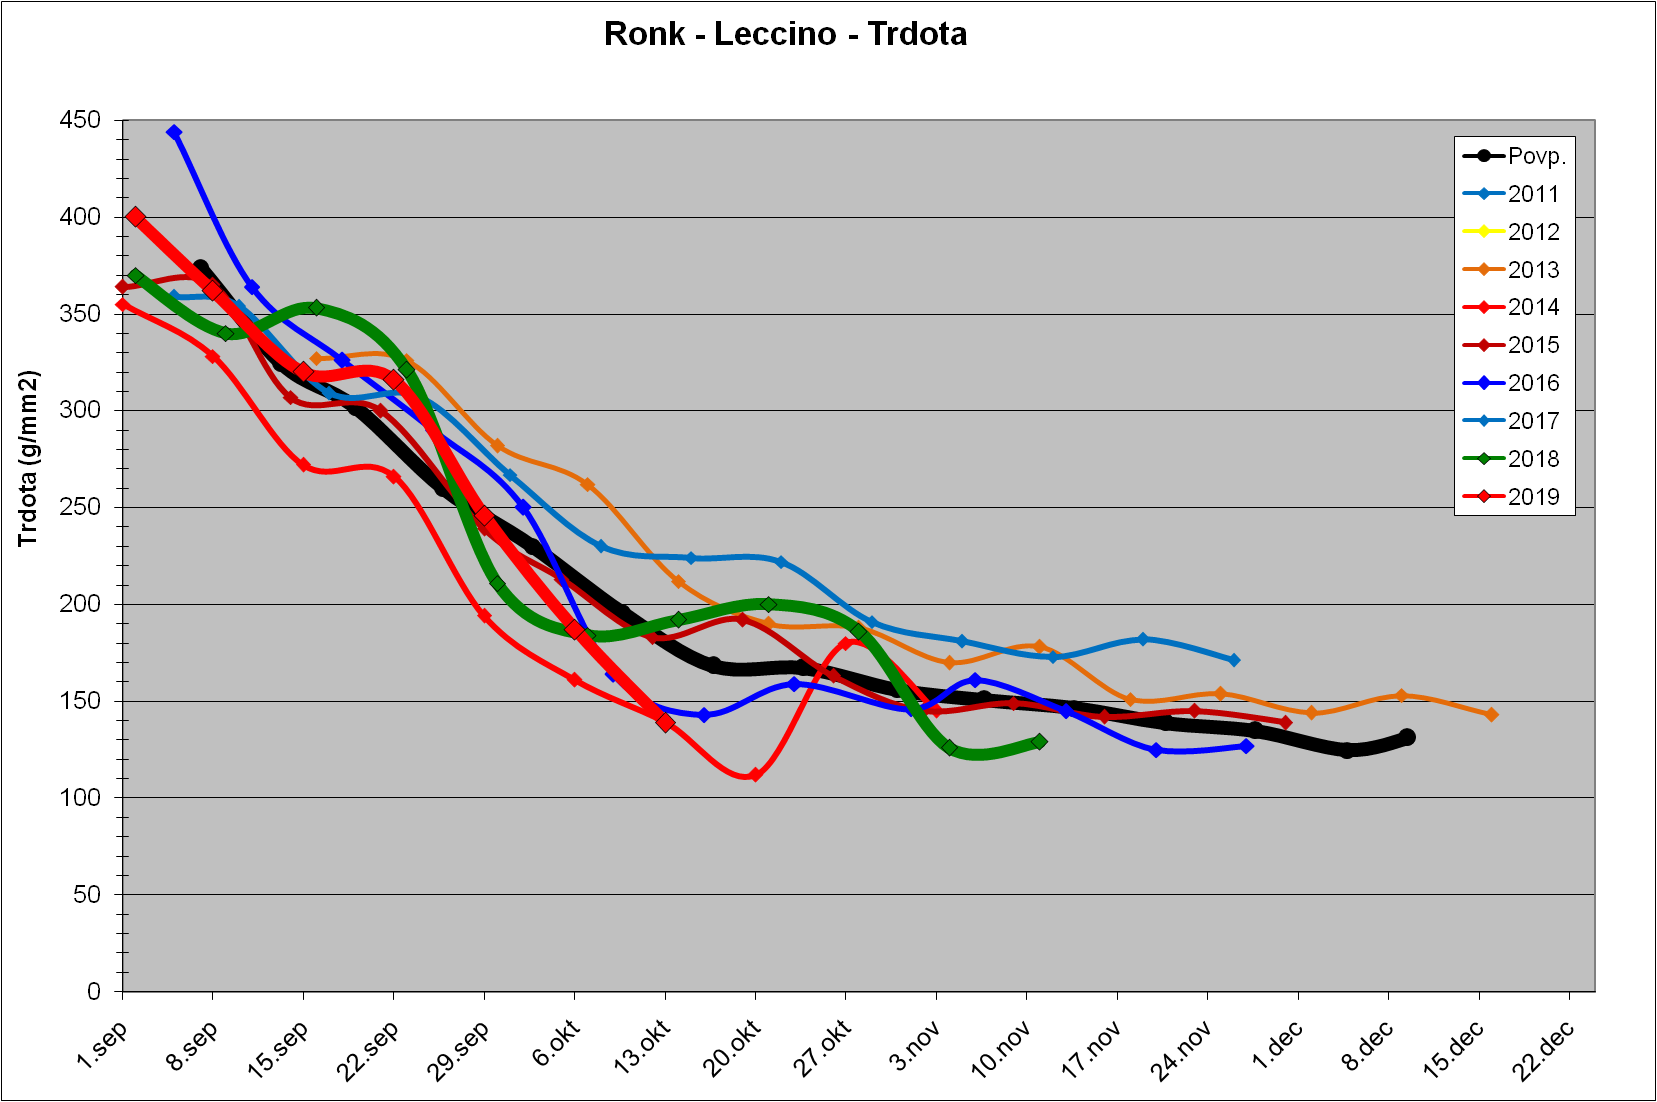 Ronk - Leccino - Trdota
Trdota (g/mm2)
450
400
350
300
250
200
150
100
50
0
1.sep
8.sep
15.sep
22.sep
29.sep
6.okt
13.okt
20.okt
27.okt
3.nov
10.nov
17.nov
24.nov
1.dec
8.dec
15.dec
22.dec
Povp.
2011
2012
2013
2014
2015
2016
2017
2018
2019